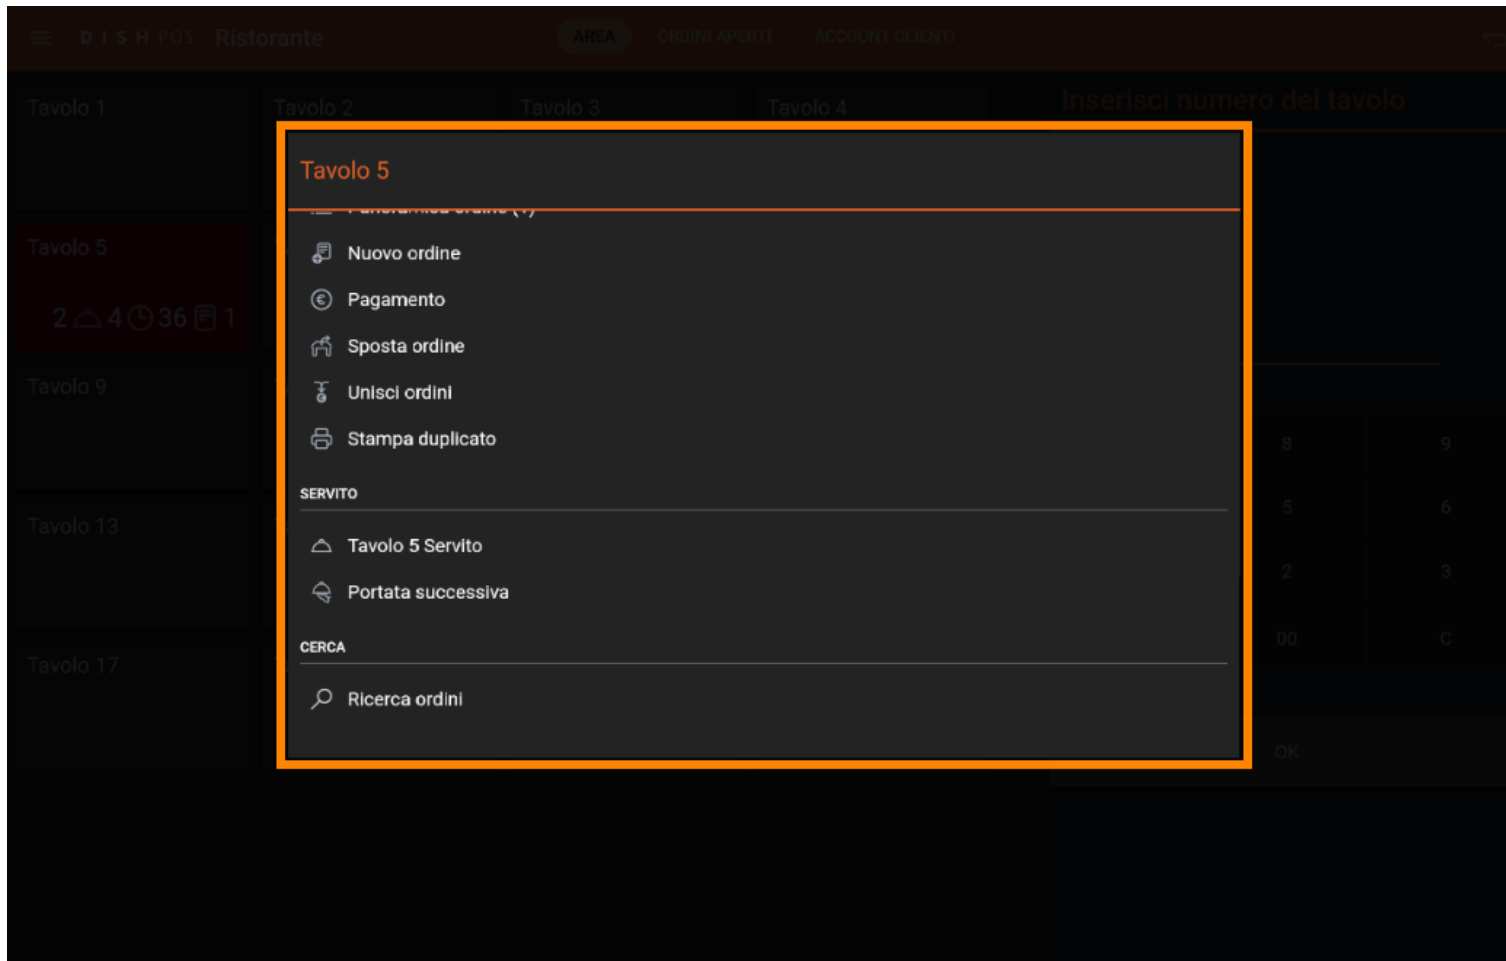 DISH POS Ristorante AREA ORDINI APERTI ACCOUNT CLIENTI
Tavolo 1 Tavolo 2 Tavolo 3 Tavolo 4 Inserisci numero del tavolo
Tavolo 5
Panoramica ordine (1)
Tavolo 5
Nuovo ordine
Pagamento
2 4 36 1
Sposta ordine
Tavolo 9
Unisci ordini
Stampa duplicato
8 9
SERVITO
5 6
Tavolo 13
Tavolo 5 Servito
2 3
Portata successiva
CERCA
00 C
Tavolo 17
Ricerca ordini
OK